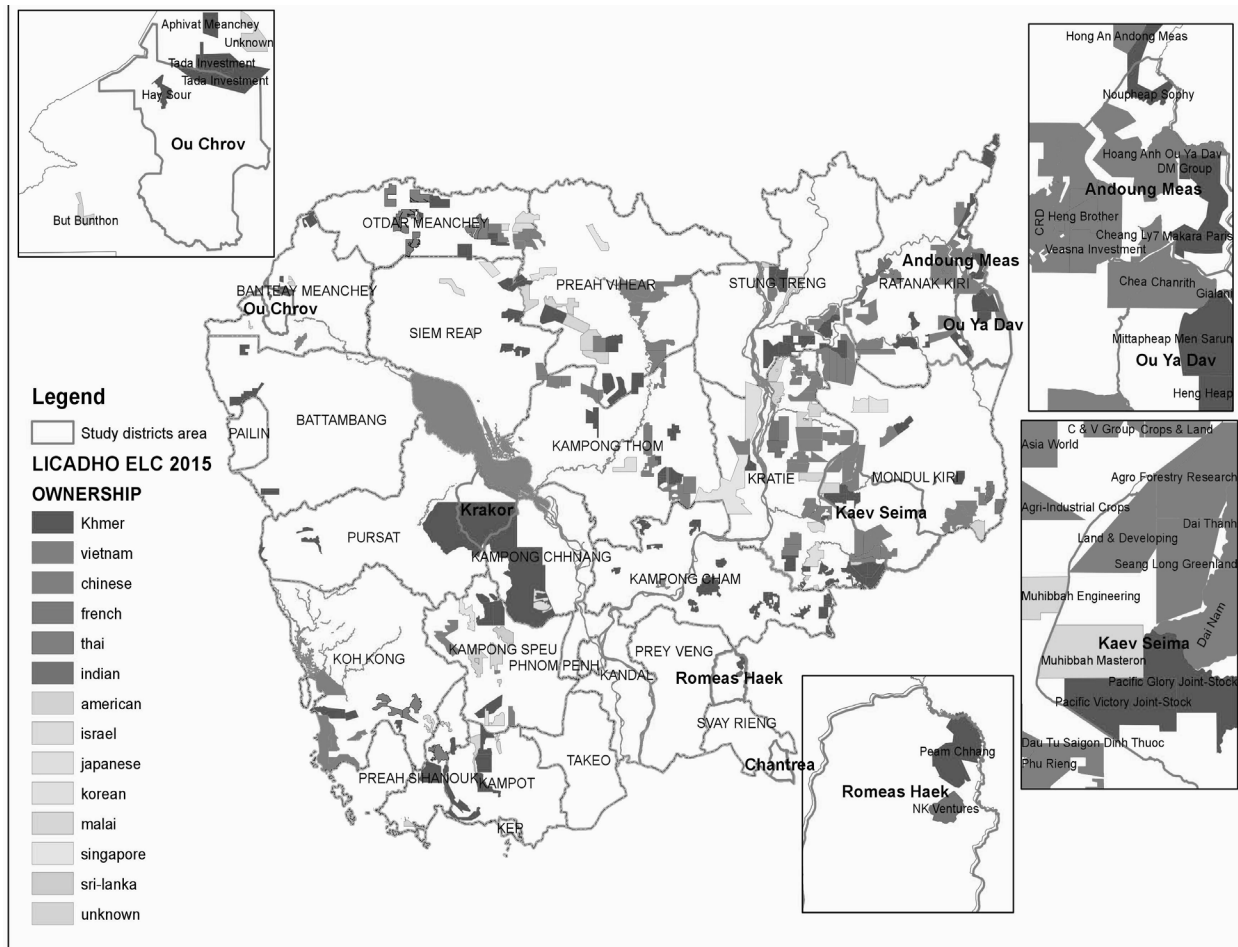 Aphivat Meanchey
Unknown
Tada Investment
Tada Investment
Hay Sour
Ou Chrov
But Bunthon
Hong An Andong Meas
Noupheap Sophy
Hoang Anh Ou Ya Dav
DM Group
Andoung Meas
CRD
Heng Brother
Cheang Ly7 Makara Paris
Veasna Investment
Chea Chanrith
Gialani
Mittapheap Men Sarun
Ou Ya Dav
Heng Heap
OTDAR MEANCHEY
BANTEAY MEANCHEY
Ou Chrov
PREAH VIHEAR
STUNG TRENG
Andoung Meas
RATANAK KIRI
SIEM REAP
Ou Ya Dav
BATTAMBANG
PAILIN
KAMPONG THOM
KRATIE
MONDUL KIRI
Kaev Seima
Krakor
PURSAT
KAMPONG CHHNANG
KAMPONG CHAM
KOH KONG
KAMPONG SPEU
PHNOM PENH
KANDAL
PREY VENG
Romeas Haek
SVAY RIENG
Chantrea
TAKEO
PREAH SIHANOUK
KAMPOT
KEP
Legend
Study districts area
LICADHO ELC 2015
OWNERSHIP
Khmer
vietnam
chinese
french
thai
indian
american
israel
japanese
korean
malai
singapore
sri-lanka
unknown
C & V Group
Crops & Land
Asia World
Agro Forestry Research
Agri-Industrial Crops
Dai Thanh
Land & Developing
Seang Long Greenland
Muhibbah Engineering
Dai Nam
Kaev Seima
Muhibbah Masteron
Pacific Glory Joint-Stock
Pacific Victory Joint-Stock
Dau Tu Saigon Dinh Thuoc
Phu Rieng
Peam Chhang
Romeas Haek
NK Ventures